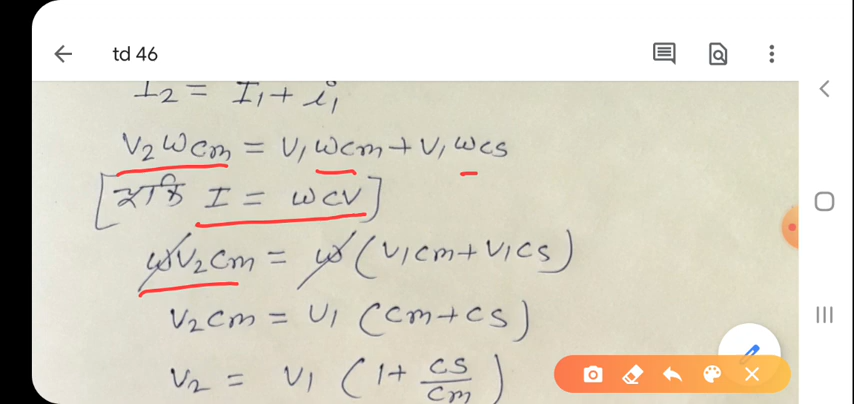 td 46
I₂ = I₁ + i₁
V₂ωcm = V₁ωcm + V₁ωcs
[क्योंकि I = ωcV]
ωV₂cm = ω(V₁cm + V₁cs)
V₂cm = V₁ (cm + cs)
V₂ = V₁ (1 + cs/cm)